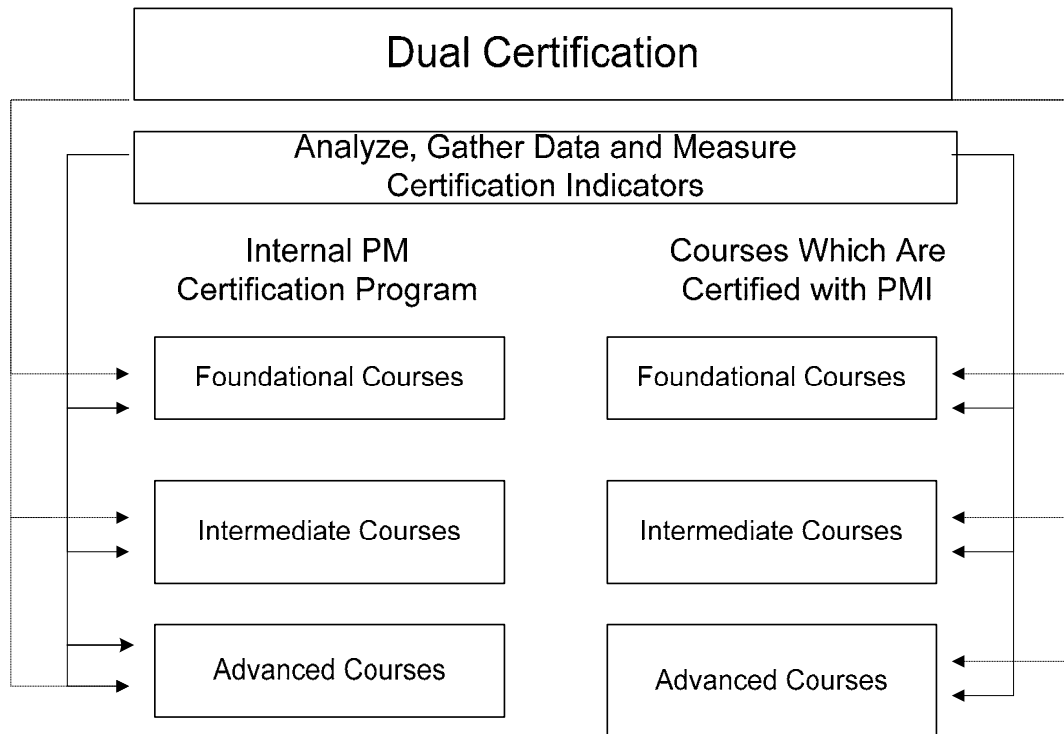 Dual Certification
Analyze, Gather Data and Measure
Certification Indicators
Internal PM
Certification Program
Courses Which Are
Certified with PMI
Foundational Courses
Foundational Courses
Intermediate Courses
Intermediate Courses
Advanced Courses
Advanced Courses